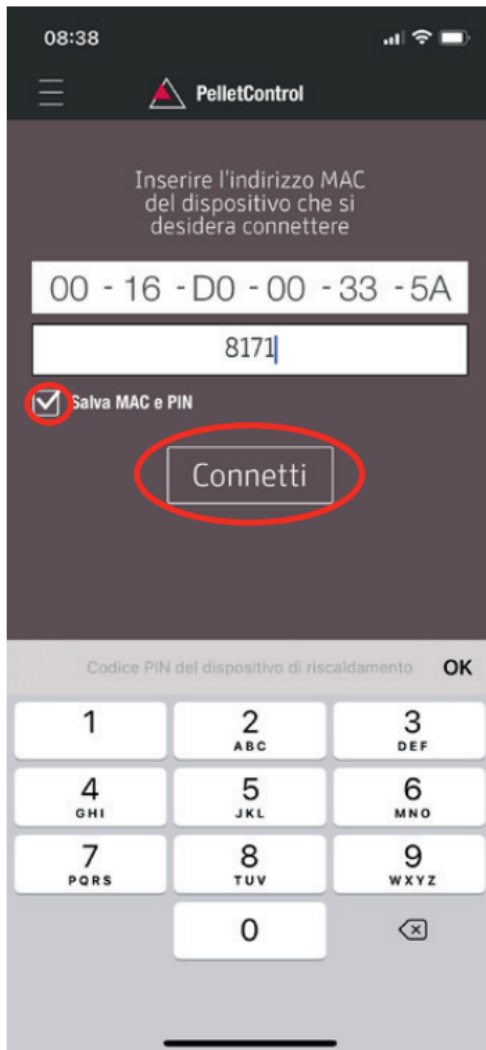 08:38
PelletControl
Inserire l'indirizzo MAC
del dispositivo che si
desidera connettere
00 - 16 - D0 - 00 - 33 - 5A
8171
Salva MAC e PIN
Connetti
Codice PIN del dispositivo di riscaldamento OK
1 2 3
ABC DEF
4 5 6
GHI JKL MNO
7 8 9
PQRS TUV WXYZ
0